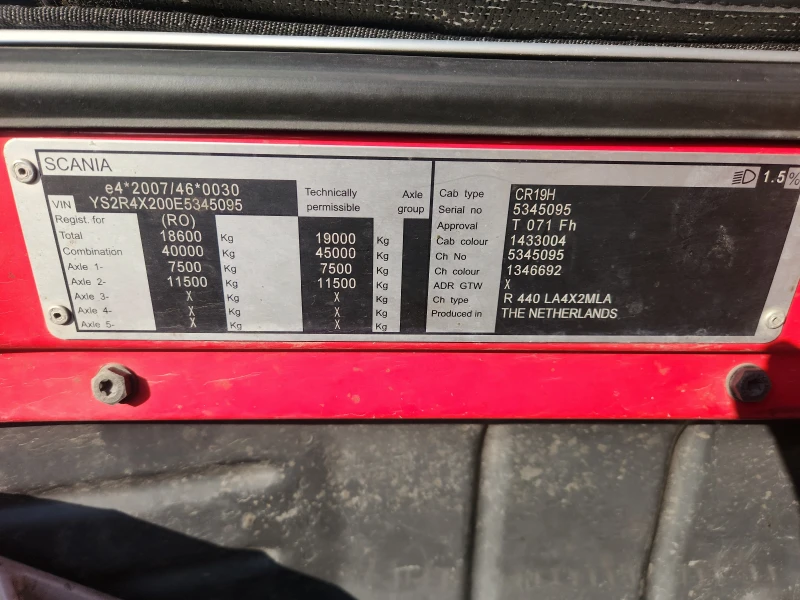 SCANIA
1.5%
e4*2007/46*0030
VIN YS2R4X200E5345095
Technically permissible
Axle group
Regist. for (RO)
Total 18600 Kg 19000 Kg
Combination 40000 Kg 45000 Kg
Axle 1- 7500 Kg 7500 Kg
Axle 2- 11500 Kg 11500 Kg
Axle 3- X Kg X Kg
Axle 4- X Kg X Kg
Axle 5- X Kg X Kg
Cab type CR19H
Serial no 5345095
Approval T 071 Fh
Cab colour 1433004
Ch No 5345095
Ch colour 1346692
ADR GTW X
Ch type R 440 LA4X2MLA
Produced in THE NETHERLANDS